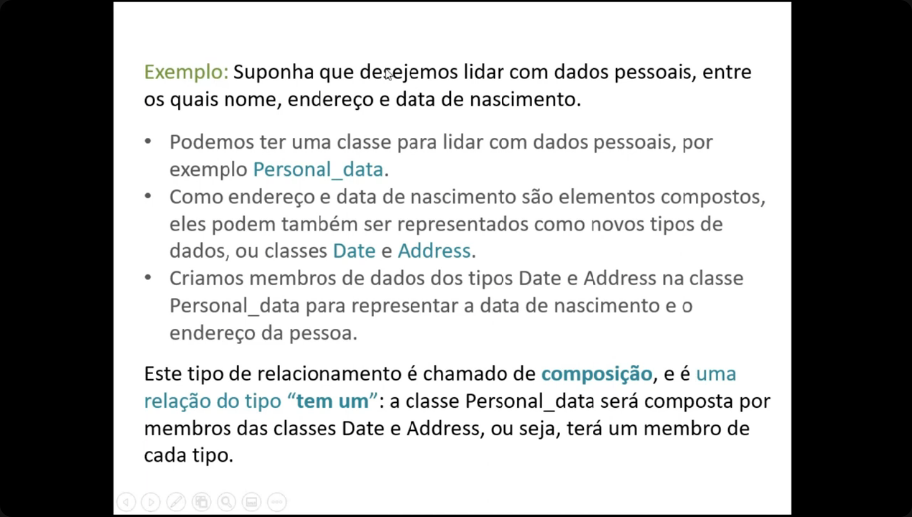 Exemplo: Suponha que desejemos lidar com dados pessoais, entre
os quais nome, endereço e data de nascimento.
• Podemos ter uma classe para lidar com dados pessoais, por
exemplo Personal_data.
• Como endereço e data de nascimento são elementos compostos,
eles podem também ser representados como novos tipos de
dados, ou classes Date e Address.
• Criamos membros de dados dos tipos Date e Address na classe
Personal_data para representar a data de nascimento e o
endereço da pessoa.
Este tipo de relacionamento é chamado de composição, e é uma
relação do tipo “tem um”: a classe Personal_data será composta por
membros das classes Date e Address, ou seja, terá um membro de
cada tipo.